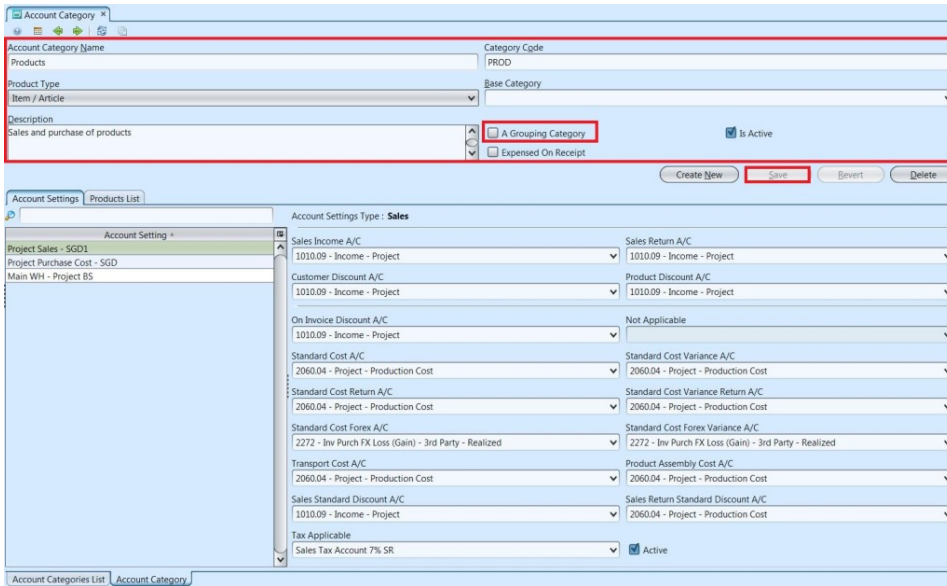 Account Category
Account Category Name
Category Code
Products
PROD
Product Type
Base Category
Item / Article
Description
Sales and purchase of products
A Grouping Category
Is Active
Expensed On Receipt
Create New
Save
Revert
Delete
Account Settings
Products List
Account Settings Type : Sales
Account Setting
Project Sales - SGD1
Project Purchase Cost - SGD
Main WH - Project BS
Sales Income A/C
Sales Return A/C
1010.09 - Income - Project
1010.09 - Income - Project
Customer Discount A/C
Product Discount A/C
1010.09 - Income - Project
1010.09 - Income - Project
On Invoice Discount A/C
Not Applicable
1010.09 - Income - Project
Standard Cost A/C
Standard Cost Variance A/C
2060.04 - Project - Production Cost
2060.04 - Project - Production Cost
Standard Cost Return A/C
Standard Cost Variance Return A/C
2060.04 - Project - Production Cost
2060.04 - Project - Production Cost
Standard Cost Forex A/C
Standard Cost Forex Variance A/C
2272 - Inv Purch FX Loss (Gain) - 3rd Party - Realized
2272 - Inv Purch FX Loss (Gain) - 3rd Party - Realized
Transport Cost A/C
Product Assembly Cost A/C
2060.04 - Project - Production Cost
2060.04 - Project - Production Cost
Sales Standard Discount A/C
Sales Return Standard Discount A/C
1010.09 - Income - Project
2060.04 - Project - Production Cost
Tax Applicable
Sales Tax Account 7% SR
Active
Account Categories List
Account Category